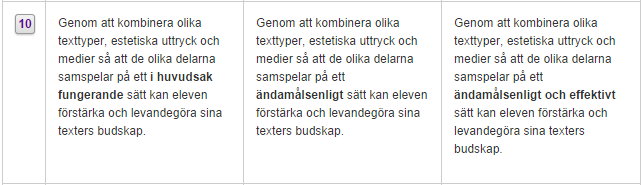 10
Genom att kombinera olika
texttyper, estetiska uttryck och
medier så att de olika delarna
samspelar på ett i huvudsak
fungerande sätt kan eleven
förstärka och levandegöra sina
texters budskap.
Genom att kombinera olika
texttyper, estetiska uttryck och
medier så att de olika delarna
samspelar på ett
ändamålsenligt sätt kan eleven
förstärka och levandegöra sina
texters budskap.
Genom att kombinera olika
texttyper, estetiska uttryck och
medier så att de olika delarna
samspelar på ett
ändamålsenligt och effektivt
sätt kan eleven förstärka och
levandegöra sina texters
budskap.